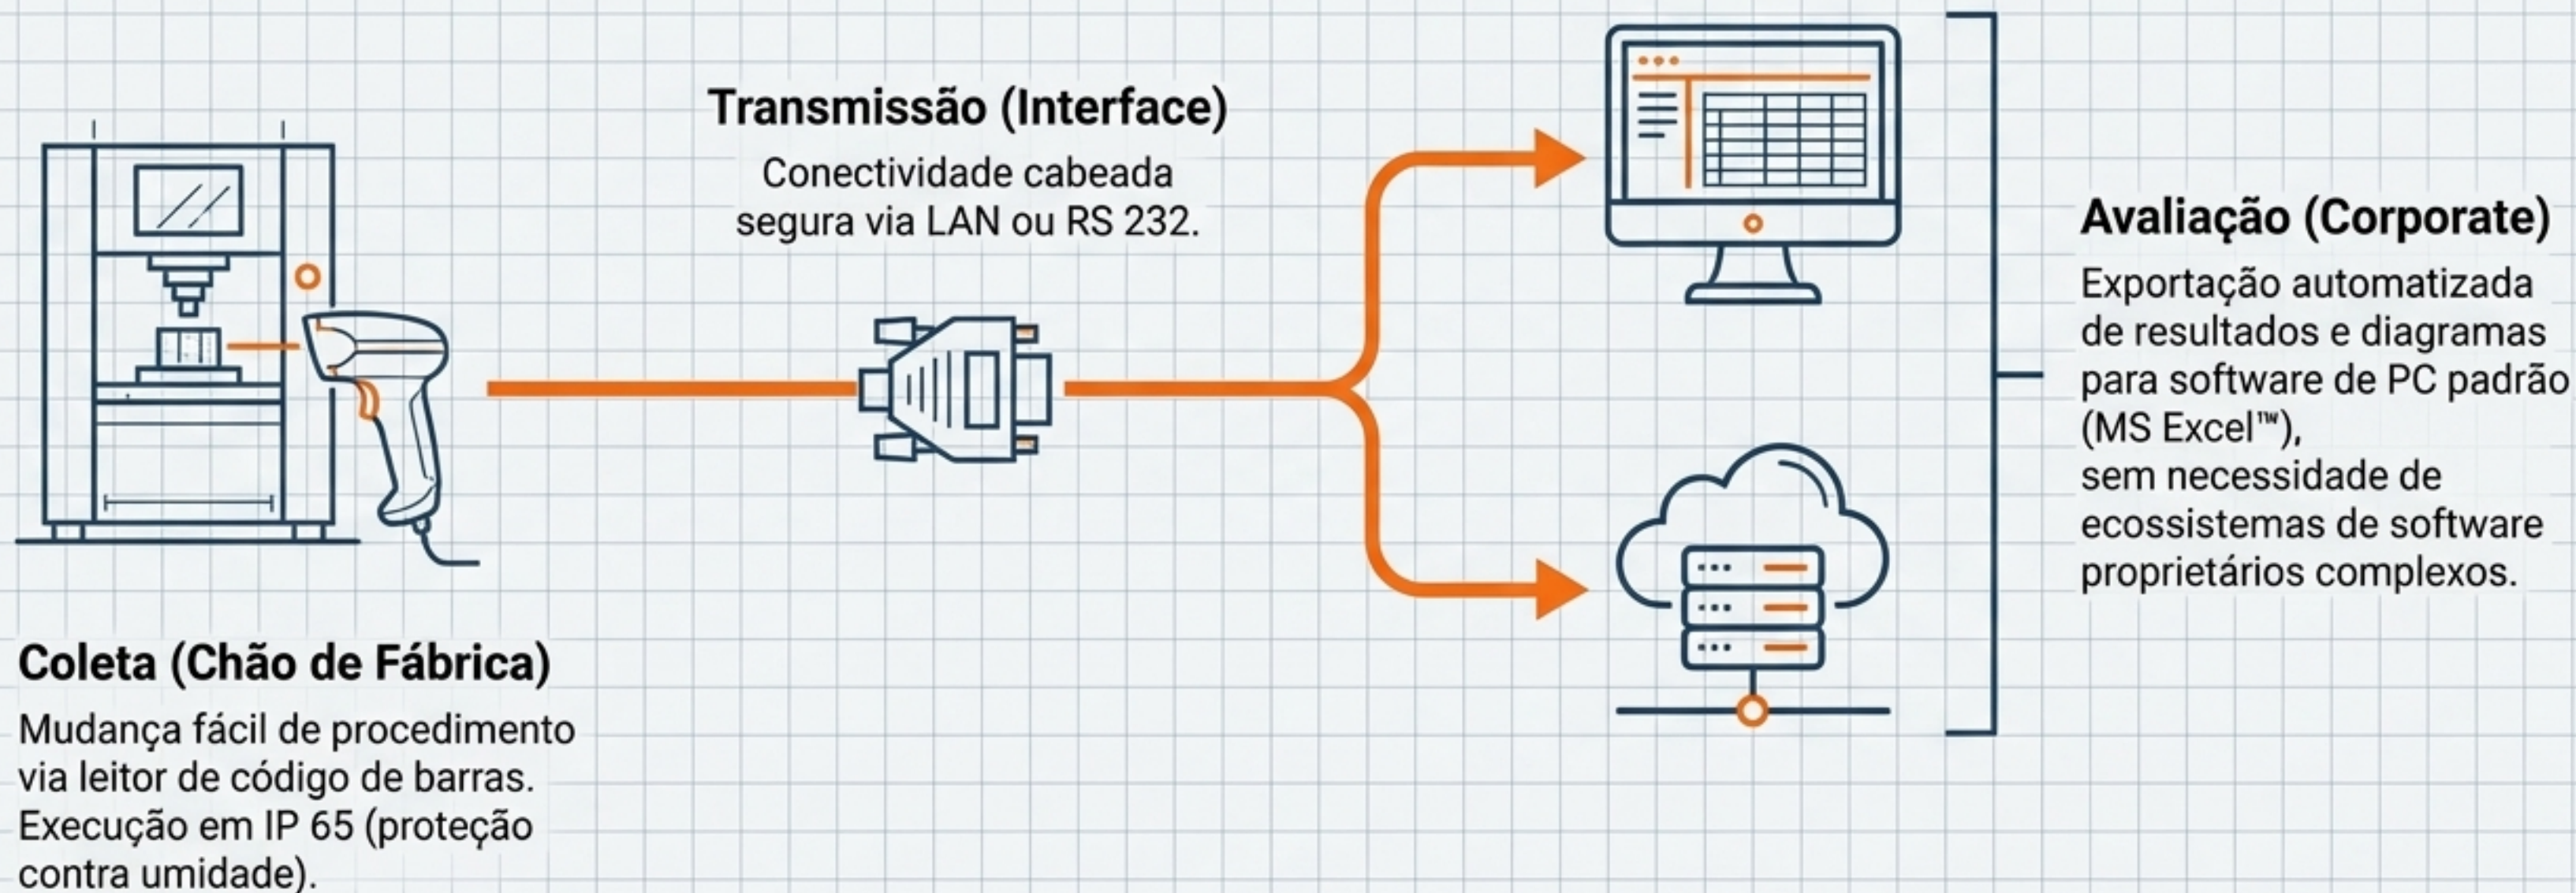 Transmissão (Interface)
Conectividade cabeada
segura via LAN ou RS 232.
Avaliação (Corporate)
Exportação automatizada
de resultados e diagramas
para software de PC padrão
(MS Excel™),
sem necessidade de
ecossistemas de software
proprietários complexos.
Coleta (Chão de Fábrica)
Mudança fácil de procedimento
via leitor de código de barras.
Execução em IP 65 (proteção
contra umidade).